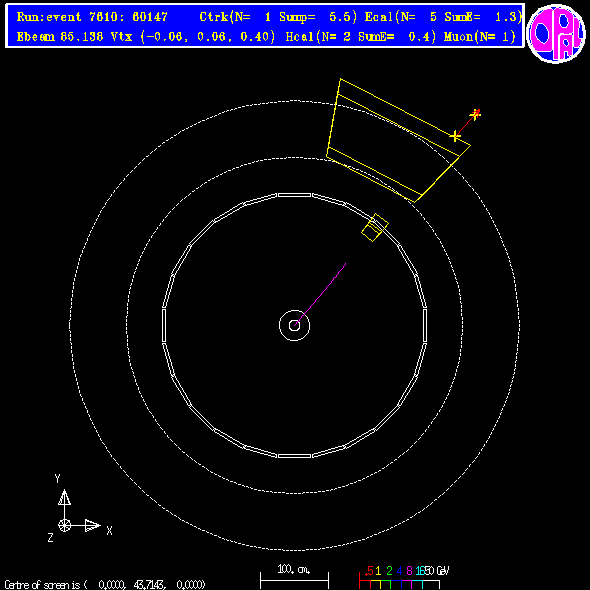 Run:event 7610: 60147 Ctrk(N= 1 Sump= 5.5) Ecal(N= 5 SumE= 1.3)
Ebeam 85.138 Vtx (-0.06, 0.06, 0.40) Hcal(N= 2 SumE= 0.4) Muon(N= 1)
OPAL
Y
X
Z
100. cm.
.5 1 2 4 8 16 50 GeV
Centre of screen is ( 0.0000, 43.7143, 0.0000)